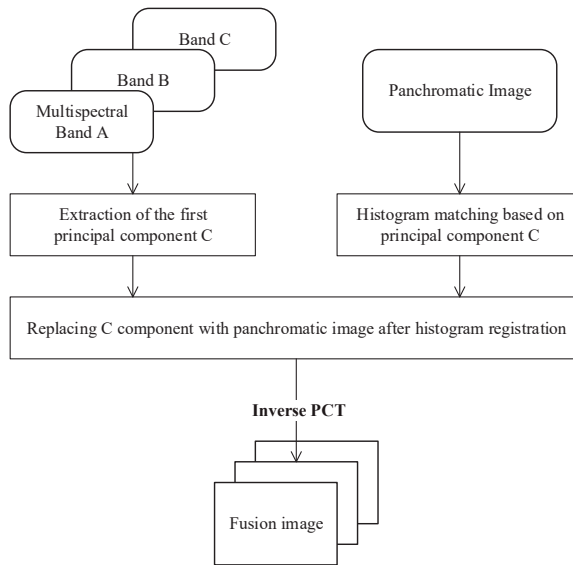 Band C
Band B
Multispectral
Band A
Panchromatic Image
Extraction of the first
principal component C
Histogram matching based on
principal component C
Replacing C component with panchromatic image after histogram registration
Inverse PCT
Fusion image